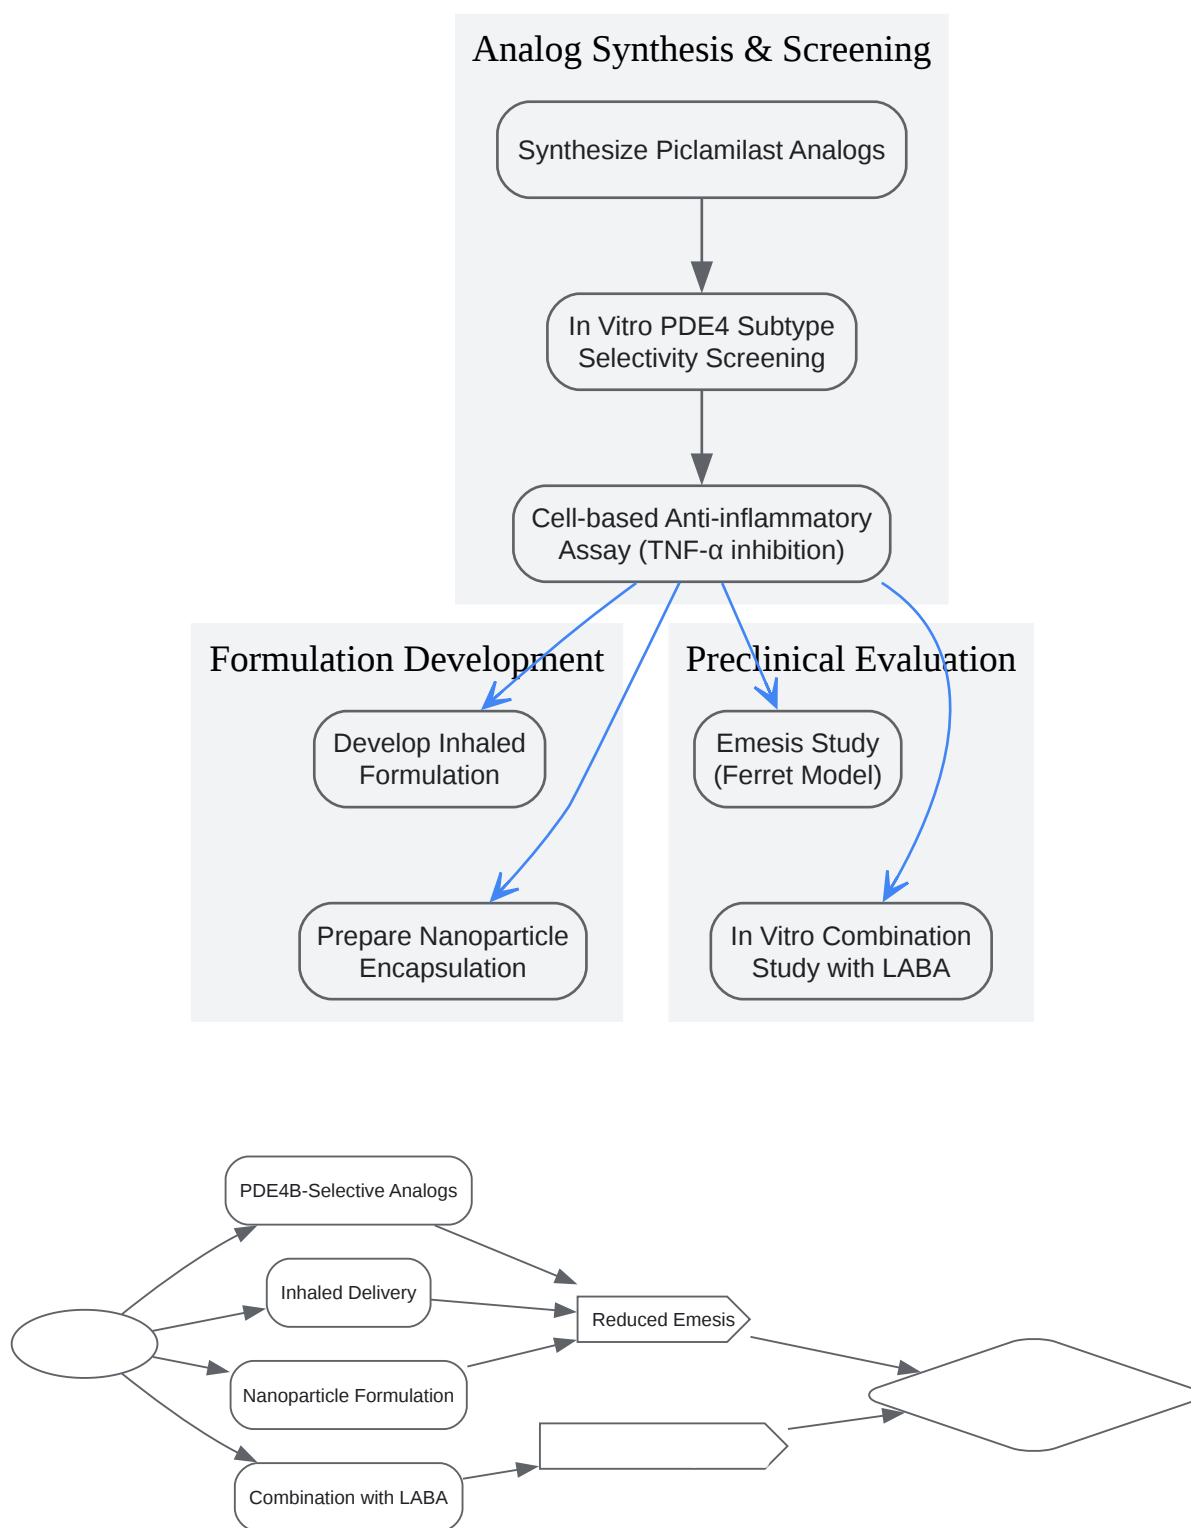 Analog Synthesis & Screening
Synthesize Piclamilast Analogs
In Vitro PDE4 Subtype
Selectivity Screening
Cell-based Anti-inflammatory
Assay (TNF-α inhibition)
Formulation Development
Preclinical Evaluation
Develop Inhaled
Formulation
Emesis Study
(Ferret Model)
Prepare Nanoparticle
Encapsulation
In Vitro Combination
Study with LABA
PDE4B-Selective Analogs
Inhaled Delivery
Reduced Emesis
Nanoparticle Formulation
Combination with LABA